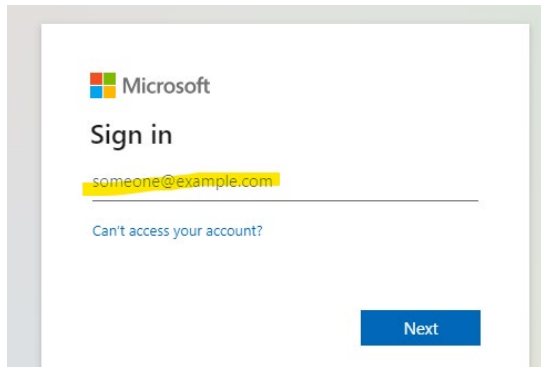 Microsoft
Sign in
someone@example.com
Can't access your account?
Next